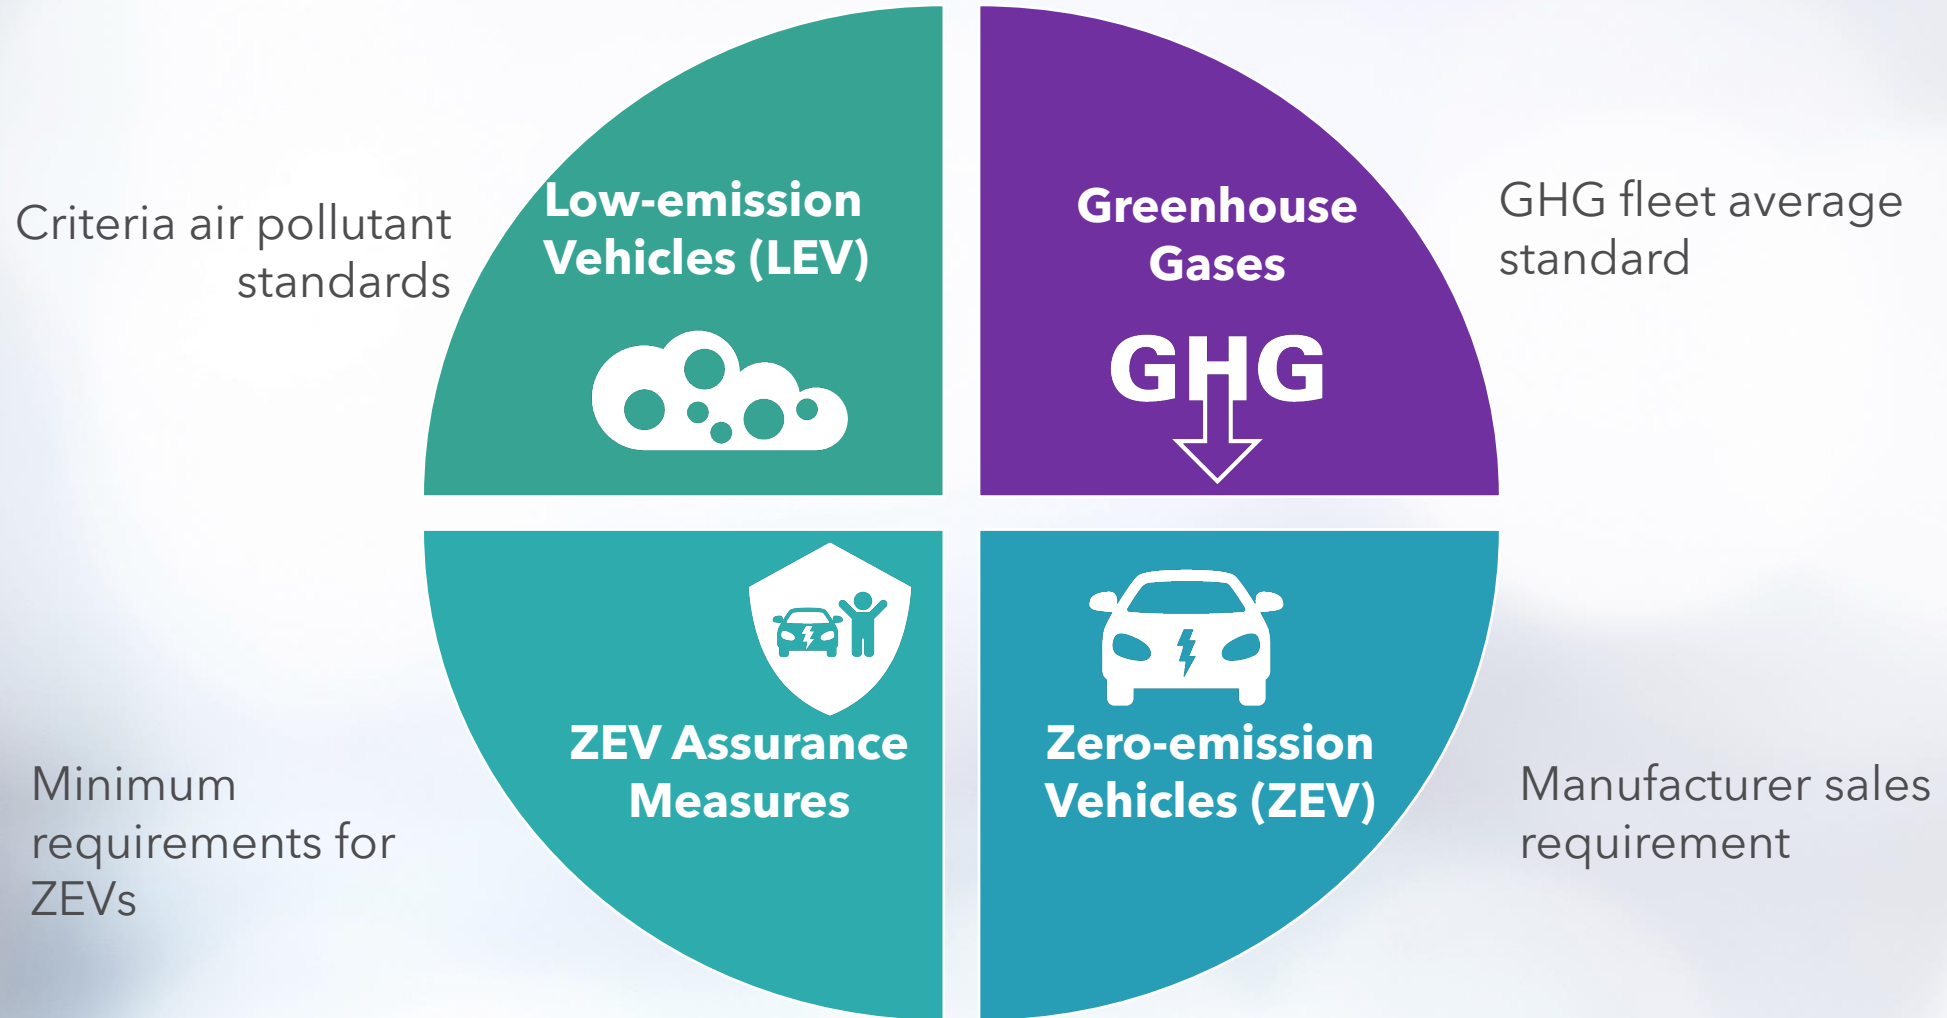 Criteria air pollutant
standards
Low-emission
Vehicles (LEV)
Greenhouse
Gases
GHG
GHG fleet average
standard
Minimum
requirements for
ZEVs
ZEV Assurance
Measures
Zero-emission
Vehicles (ZEV)
Manufacturer sales
requirement